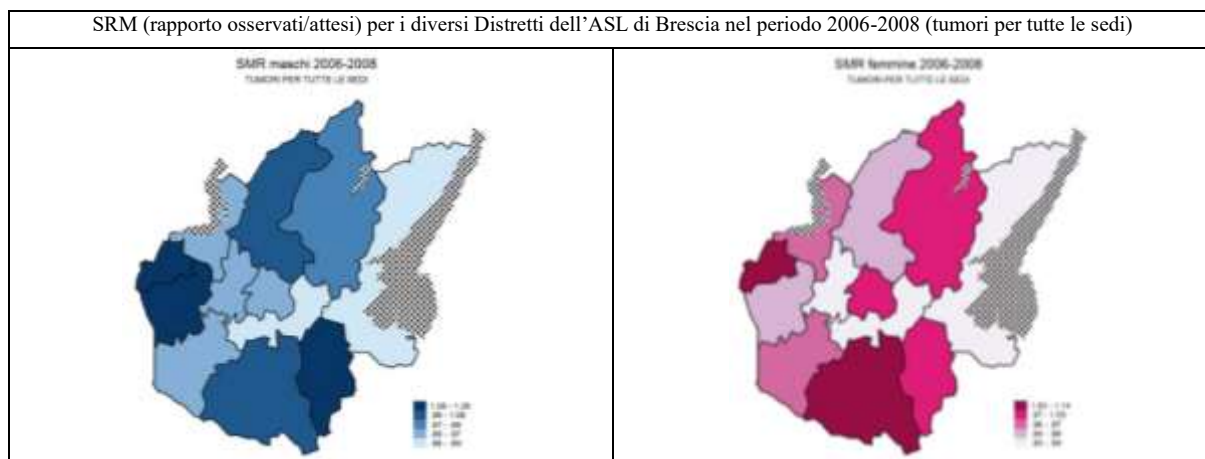 SRM (rapporto osservati/attesi) per i diversi Distretti dell'ASL di Brescia nel periodo 2006-2008 (tumori per tutte le sedi)
SMR maschi 2006-2008
TUMORI PER TUTTE LE SEDI
SMR femmine 2006-2008
TUMORI PER TUTTE LE SEDI